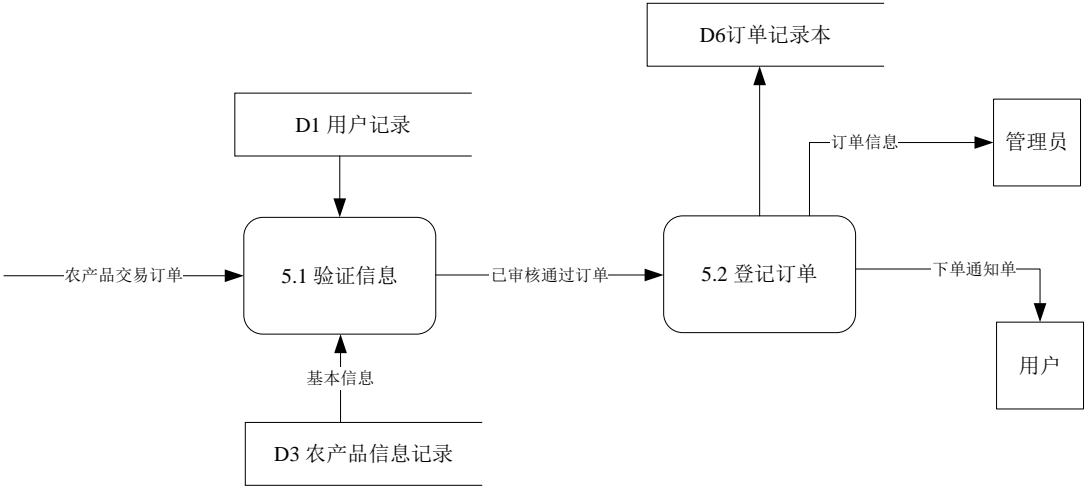 D6订单记录本
D1 用户记录
订单信息
管理员
农产品交易订单
5.1 验证信息
已审核通过订单
5.2 登记订单
下单通知单
用户
基本信息
D3 农产品信息记录